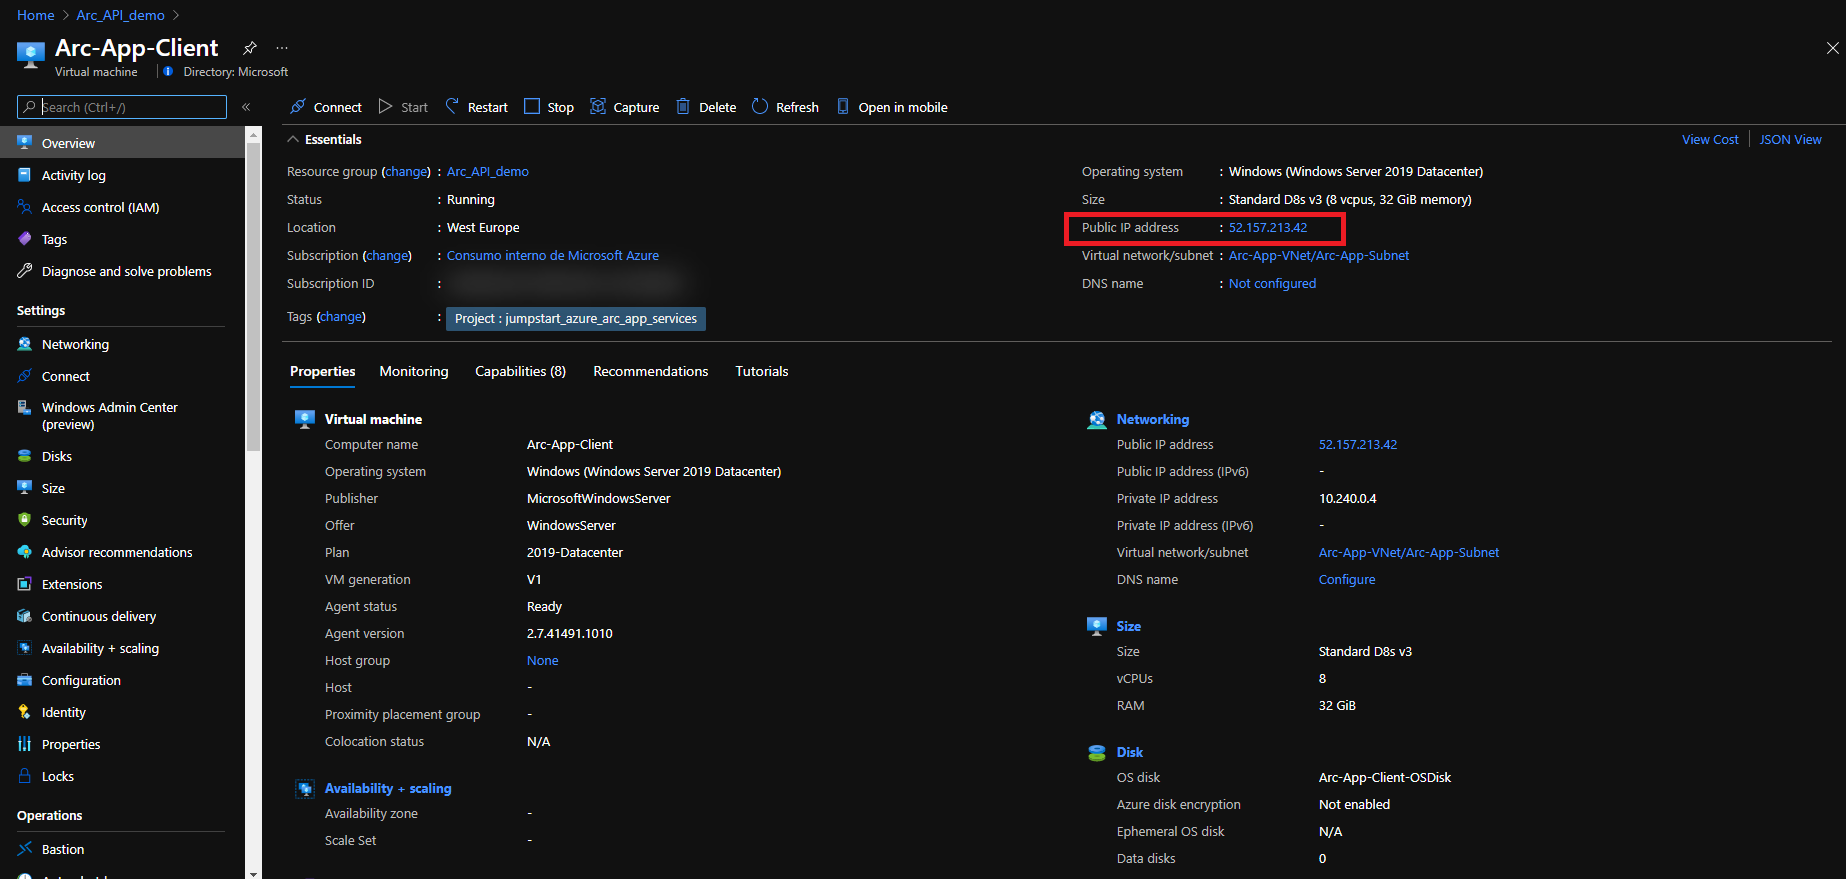 Home > Arc_API_demo >
Arc-App-Client ...
Virtual machine | Directory: Microsoft
Search (Ctrl+/)
«
Overview
Activity log
Access control (IAM)
Tags
Diagnose and solve problems
Settings
Networking
Connect
Windows Admin Center
(preview)
Disks
Size
Security
Advisor recommendations
Extensions
Continuous delivery
Availability + scaling
Configuration
Identity
Properties
Locks
Operations
Bastion
Connect Start Restart Stop Capture Delete Refresh Open in mobile
Essentials
View Cost | JSON View
Resource group (change) : Arc_API_demo
Status : Running
Location : West Europe
Subscription (change) : Consumo interno de Microsoft Azure
Subscription ID :
Tags (change) : Project : jumpstart_azure_arc_app_services
Operating system : Windows (Windows Server 2019 Datacenter)
Size : Standard D8s v3 (8 vcpus, 32 GiB memory)
Public IP address : 52.157.213.42
Virtual network/subnet : Arc-App-VNet/Arc-App-Subnet
DNS name : Not configured
Properties Monitoring Capabilities (8) Recommendations Tutorials
Virtual machine
Computer name Arc-App-Client
Operating system Windows (Windows Server 2019 Datacenter)
Publisher MicrosoftWindowsServer
Offer WindowsServer
Plan 2019-Datacenter
VM generation V1
Agent status Ready
Agent version 2.7.41491.1010
Host group None
Host -
Proximity placement group -
Colocation status N/A
Availability + scaling
Availability zone -
Scale Set -
Networking
Public IP address 52.157.213.42
Public IP address (IPv6) -
Private IP address 10.240.0.4
Private IP address (IPv6) -
Virtual network/subnet Arc-App-VNet/Arc-App-Subnet
DNS name Configure
Size
Size Standard D8s v3
vCPUs 8
RAM 32 GiB
Disk
OS disk Arc-App-Client-OSDisk
Azure disk encryption Not enabled
Ephemeral OS disk N/A
Data disks 0